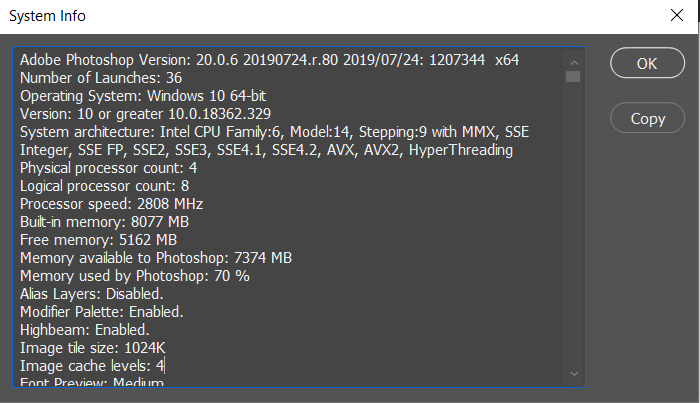 System Info
Adobe Photoshop Version: 20.0.6 20190724.r.80 2019/07/24: 1207344  x64
Number of Launches: 36
Operating System: Windows 10 64-bit
Version: 10 or greater 10.0.18362.329
System architecture: Intel CPU Family:6, Model:14, Stepping:9 with MMX, SSE
Integer, SSE FP, SSE2, SSE3, SSE4.1, SSE4.2, AVX, AVX2, HyperThreading
Physical processor count: 4
Logical processor count: 8
Processor speed: 2808 MHz
Built-in memory: 8077 MB
Free memory: 5162 MB
Memory available to Photoshop: 7374 MB
Memory used by Photoshop: 70 %
Alias Layers: Disabled.
Modifier Palette: Enabled.
Highbeam: Enabled.
Image tile size: 1024K
Image cache levels: 4
Font Preview: Medium
OK
Copy